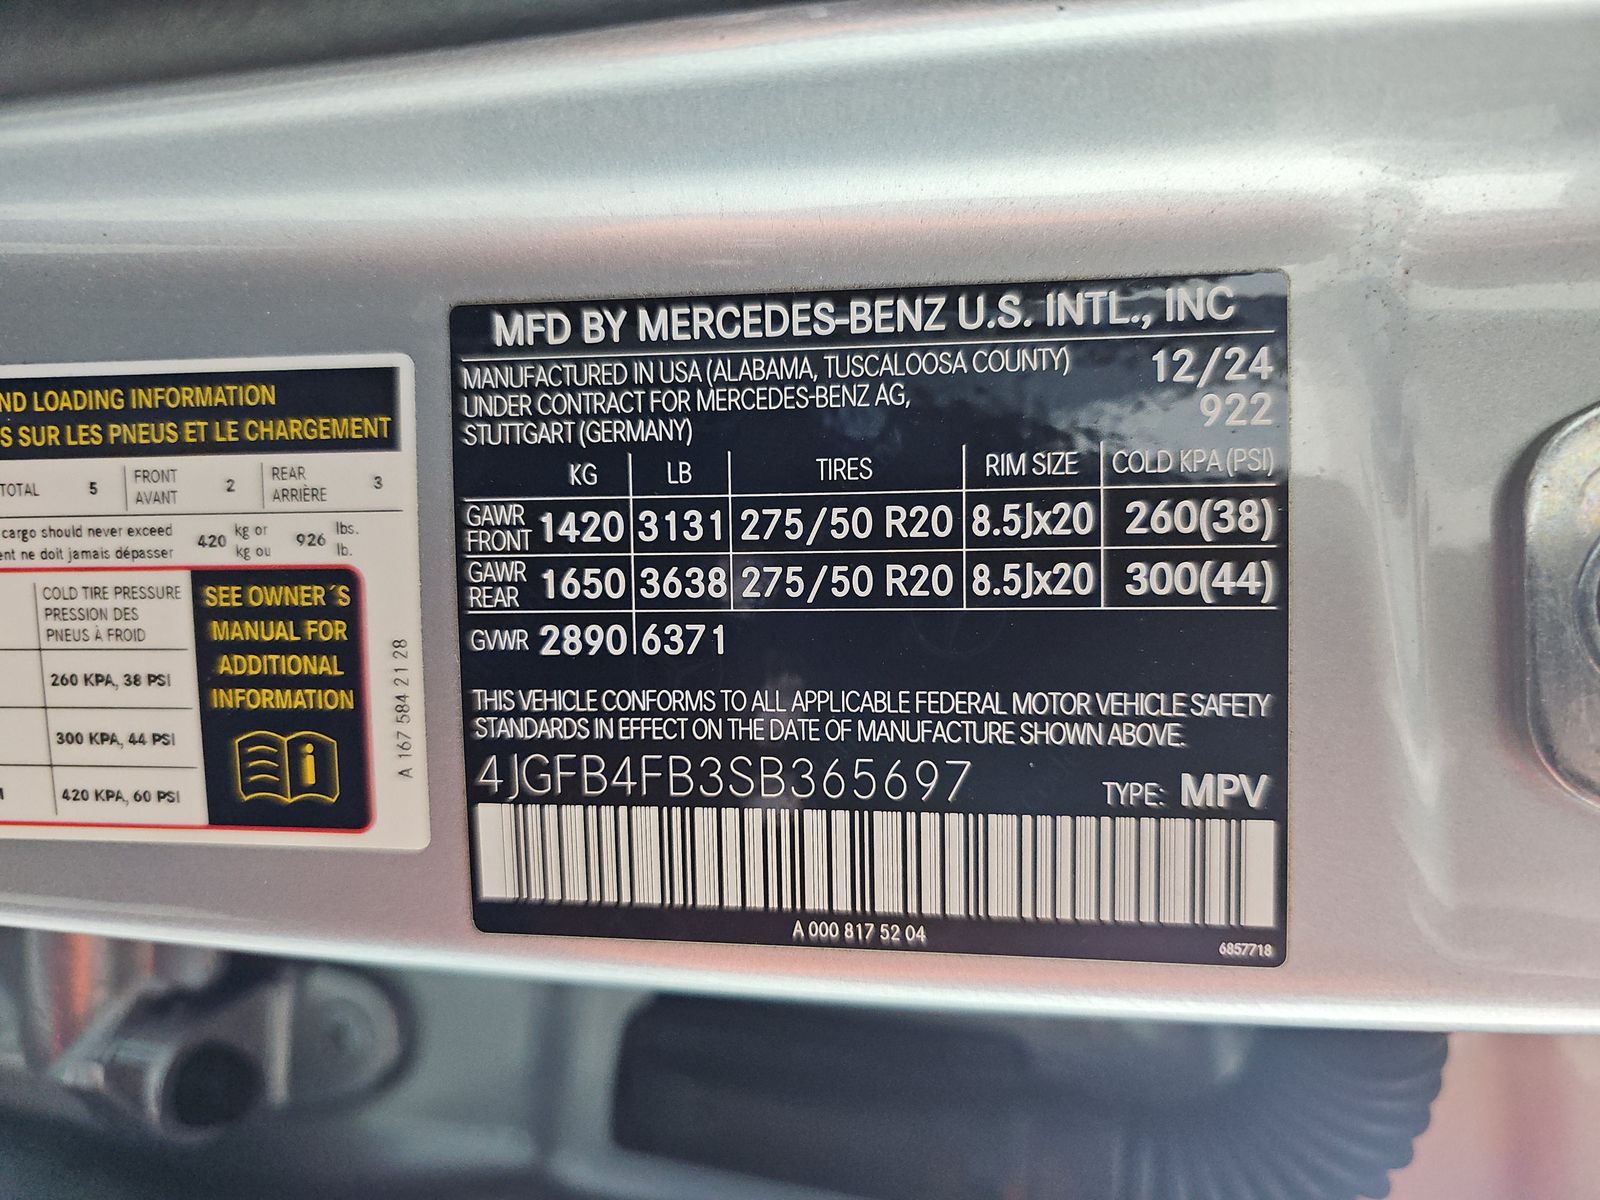 ND LOADING INFORMATION
S SUR LES PNEUS ET LE CHARGEMENT
TOTAL 5 FRONT AVANT 2 REAR ARRIÈRE 3
cargo should never exceed 420 kg or 926 lbs.
ent ne doit jamais dépasser kg ou lb.
COLD TIRE PRESSURE
PRESSION DES
PNEUS À FROID
260 KPA, 38 PSI
300 KPA, 44 PSI
420 KPA, 60 PSI
SEE OWNER´S
MANUAL FOR
ADDITIONAL
INFORMATION
A 167 584 21 28
MFD BY MERCEDES-BENZ U.S. INTL., INC
MANUFACTURED IN USA (ALABAMA, TUSCALOOSA COUNTY) 12/24
UNDER CONTRACT FOR MERCEDES-BENZ AG, 922
STUTTGART (GERMANY)
KG LB TIRES RIM SIZE COLD KPA (PSI)
GAWR FRONT 1420 3131 275/50 R20 8.5Jx20 260(38)
GAWR REAR 1650 3638 275/50 R20 8.5Jx20 300(44)
GVWR 2890 6371
THIS VEHICLE CONFORMS TO ALL APPLICABLE FEDERAL MOTOR VEHICLE SAFETY
STANDARDS IN EFFECT ON THE DATE OF MANUFACTURE SHOWN ABOVE.
4JGFB4FB3SB365697 TYPE: MPV
A 000 817 52 04
6857718